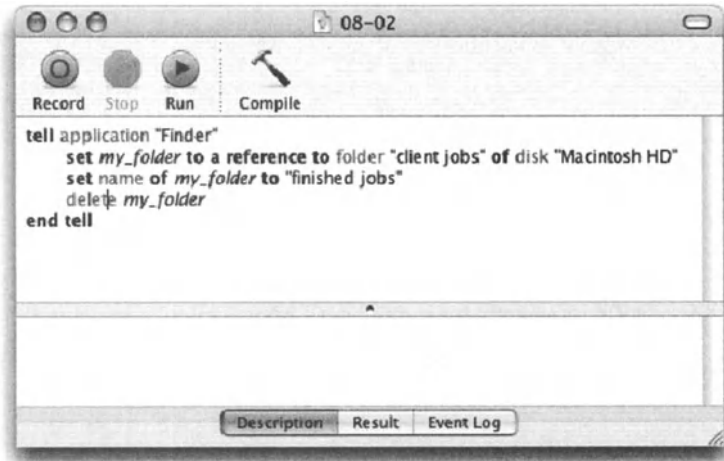 08-02
Record Stop Run Compile
tell application "Finder"
set my_folder to a reference to folder "client jobs" of disk "Macintosh HD"
set name of my_folder to "finished jobs"
delete my_folder
end tell
Description Result Event Log